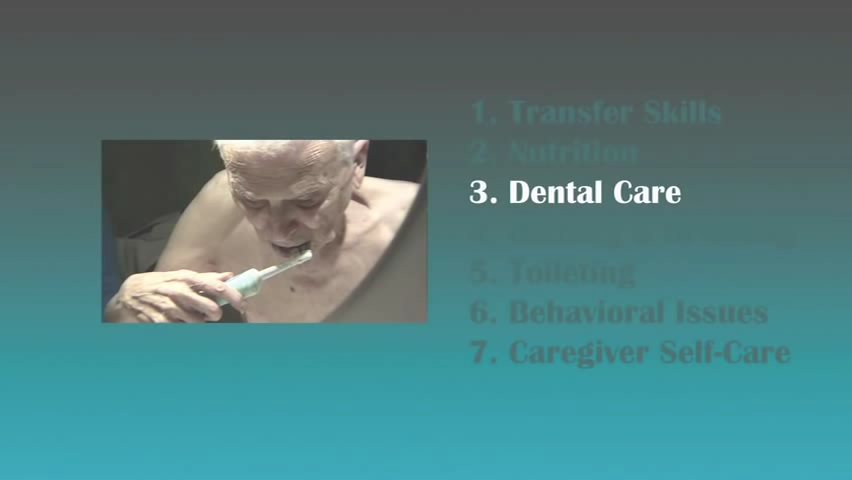 1. Transfer Skills
2. Nutrition
3. Dental Care
5. Toileting
6. Behavioral Issues
7. Caregiver Self-Care